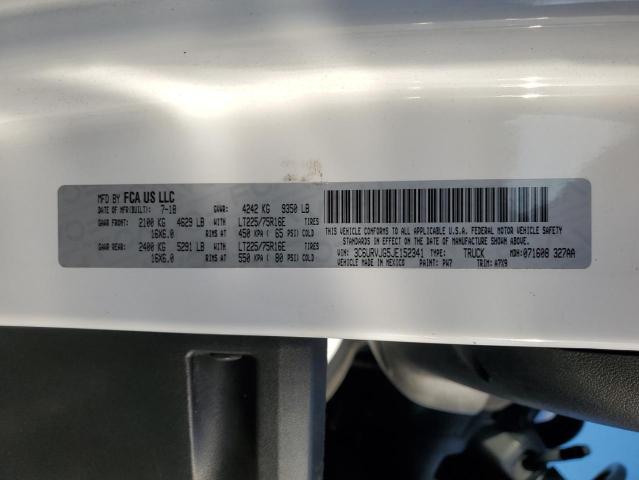 MFD BY FCA US LLC
DATE OF MFR(BUILT): 7-18 GVWR: 4242 KG 9350 LB
GAWR FRONT: 2100 KG 4629 LB WITH LT225/75R16E TIRES
16X6.0 RIMS AT 450 KPA ( 65 PSI) COLD
GAWR REAR: 2400 KG 5291 LB WITH LT225/75R16E TIRES
16X6.0 RIMS AT 550 KPA ( 80 PSI) COLD
THIS VEHICLE CONFORMS TO ALL APPLICABLE U.S.A. FEDERAL MOTOR VEHICLE SAFETY
STANDARDS IN EFFECT ON THE DATE OF MANUFACTURE SHOWN ABOVE.
VIN: 3C6URVJG5JE152341 TYPE: TRUCK MDH: 071608 327AA
VEHICLE MADE IN MEXICO PAINT: PW7 TRIM: A7X9